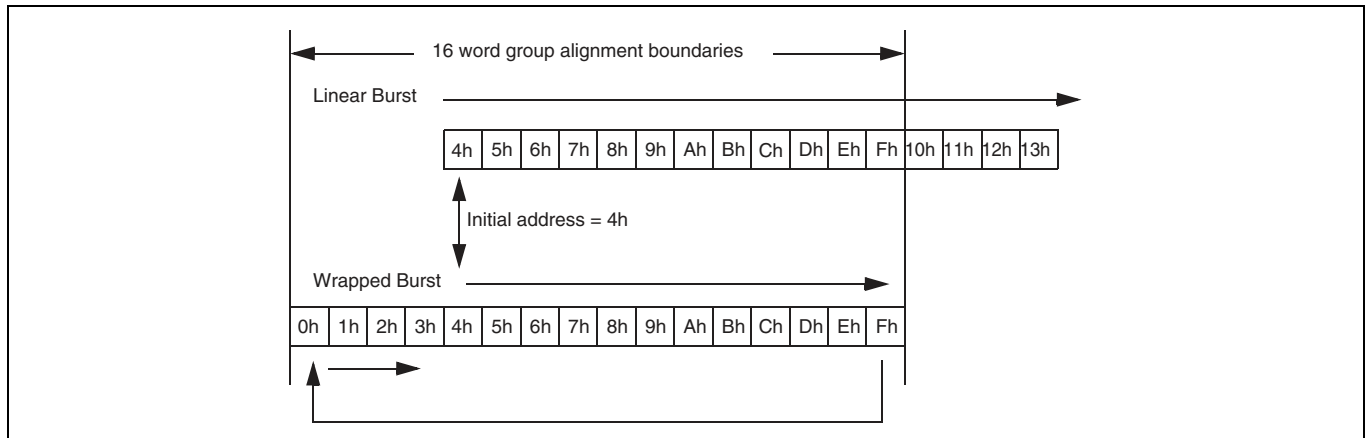 16 word group alignment boundaries
Linear Burst
4h 5h 6h 7h 8h 9h Ah Bh Ch Dh Eh Fh 10h 11h 12h 13h
Initial address = 4h
Wrapped Burst
0h 1h 2h 3h 4h 5h 6h 7h 8h 9h Ah Bh Ch Dh Eh Fh